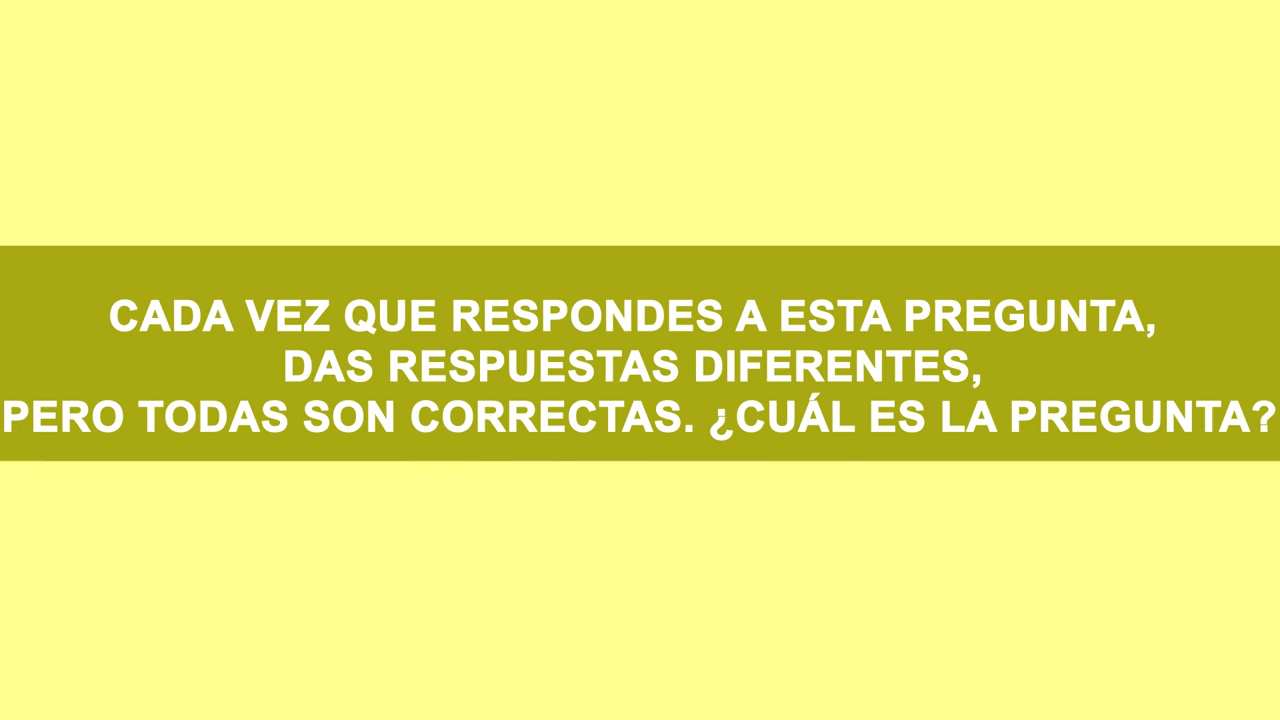 CADA VEZ QUE RESPONDES A ESTA PREGUNTA,
DAS RESPUESTAS DIFERENTES,
PERO TODAS SON CORRECTAS. ¿CUÁL ES LA PREGUNTA?